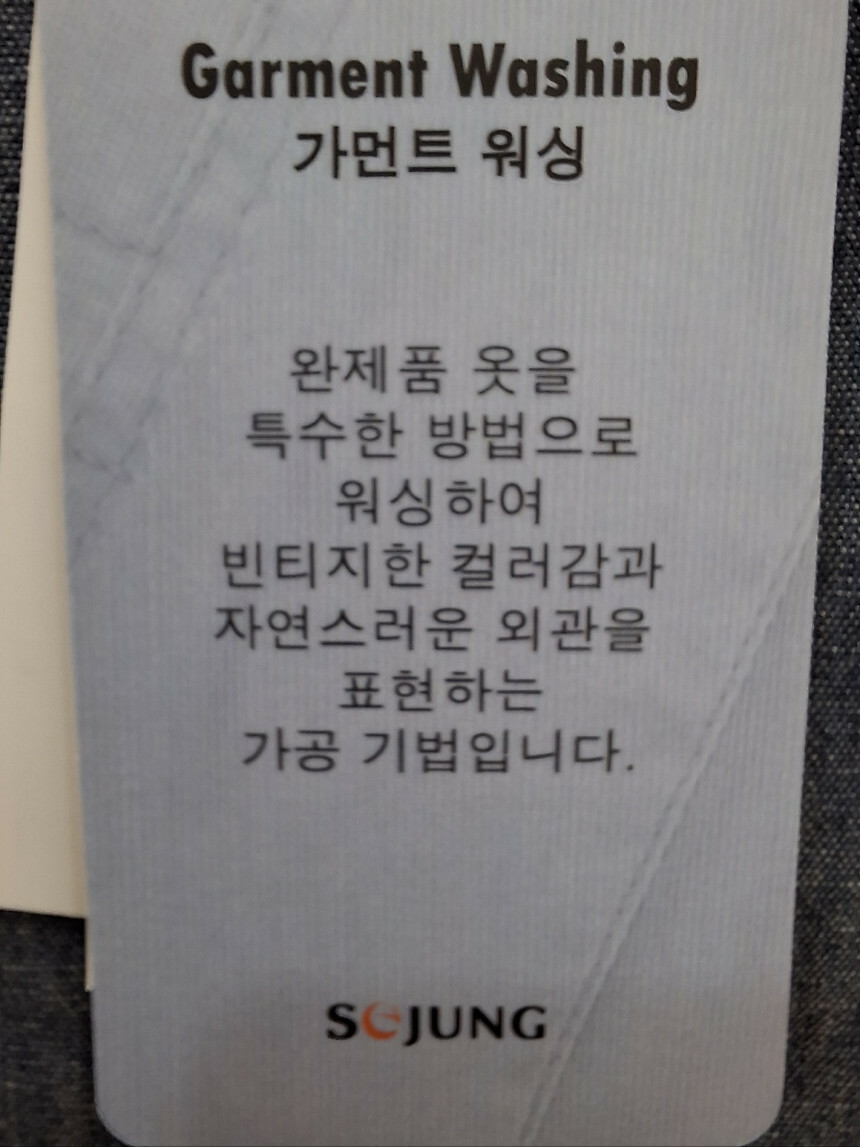 Garment Washing
가먼트 워싱
완제품 옷을
특수한 방법으로
워싱하여
빈티지한 컬러감과
자연스러운 외관을
표현하는
가공 기법입니다.
SeJUNG